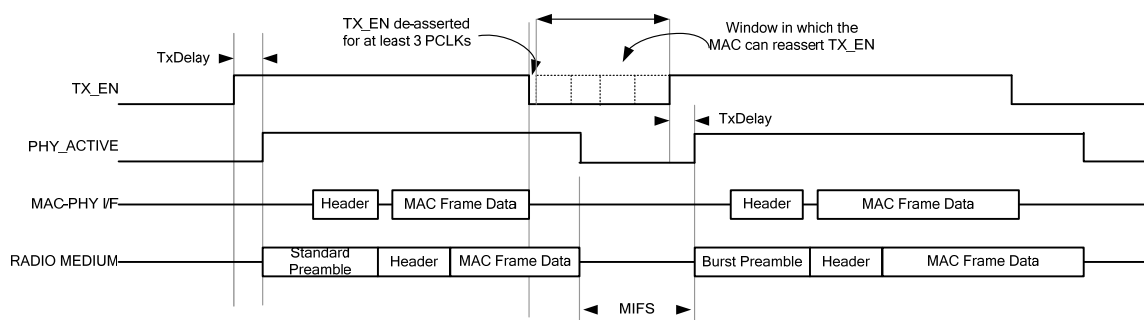 TX_EN de-asserted
for at least 3 PCLKs
Window in which the
MAC can reassert TX_EN
TxDelay
TX_EN
TxDelay
PHY_ACTIVE
MAC-PHY I/F
Header
MAC Frame Data
Header
MAC Frame Data
RADIO MEDIUM
Standard
Preamble
Header
MAC Frame Data
Burst Preamble
Header
MAC Frame Data
MIFS